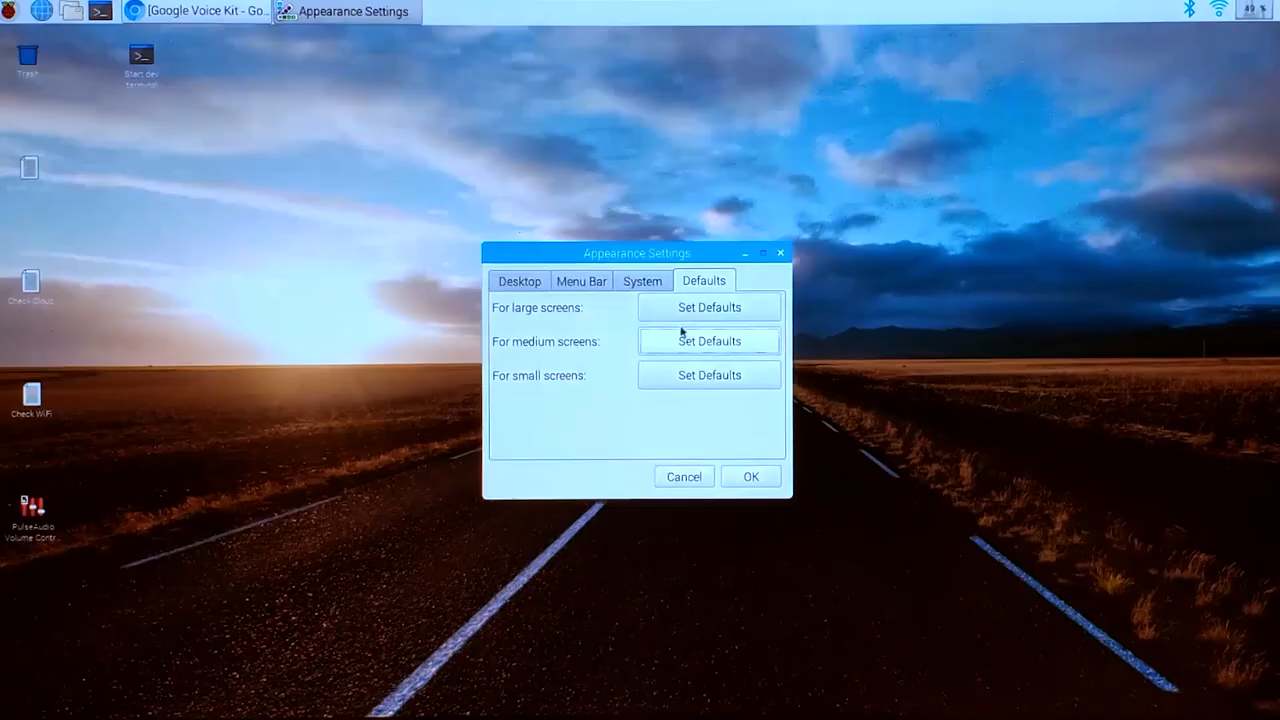 [Google Voice Kit - Go...
Appearance Settings
49 %
Trash
Start dev
terminal
Check Cloud
Check WiFi
PulseAudio
Volume Contr...
Appearance Settings
Desktop
Menu Bar
System
Defaults
For large screens:
Set Defaults
For medium screens:
Set Defaults
For small screens:
Set Defaults
Cancel
OK